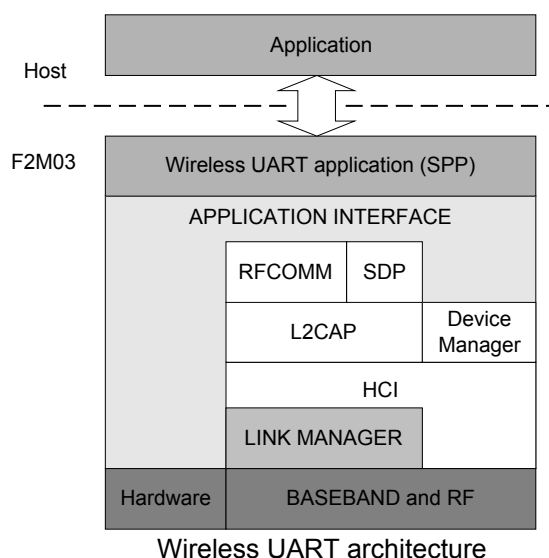 Application
Host
F2M03
Wireless UART application (SPP)
APPLICATION INTERFACE
RFCOMM
SDP
L2CAP
Device
Manager
HCI
LINK MANAGER
Hardware
BASEBAND and RF
Wireless UART architecture